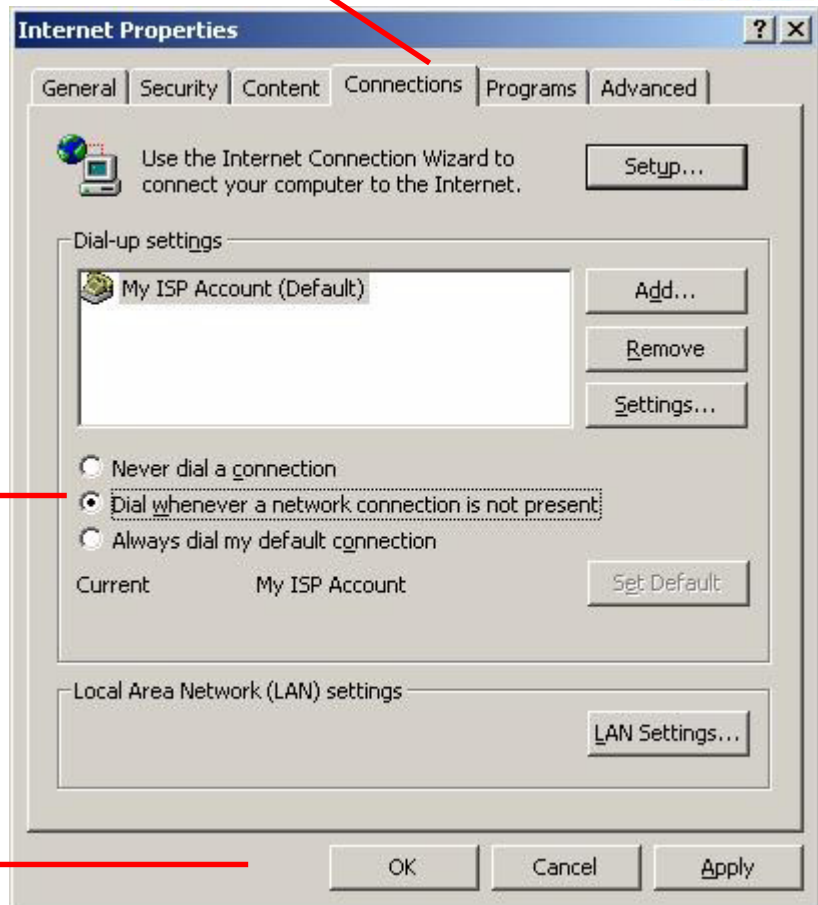 Internet Properties
General Security Content Connections Programs Advanced
Use the Internet Connection Wizard to
connect your computer to the Internet.
Setup...
Dial-up settings
My ISP Account (Default)
Add...
Remove
Settings...
Never dial a connection
Dial whenever a network connection is not present
Always dial my default connection
Current My ISP Account
Set Default
Local Area Network (LAN) settings
LAN Settings...
OK Cancel Apply